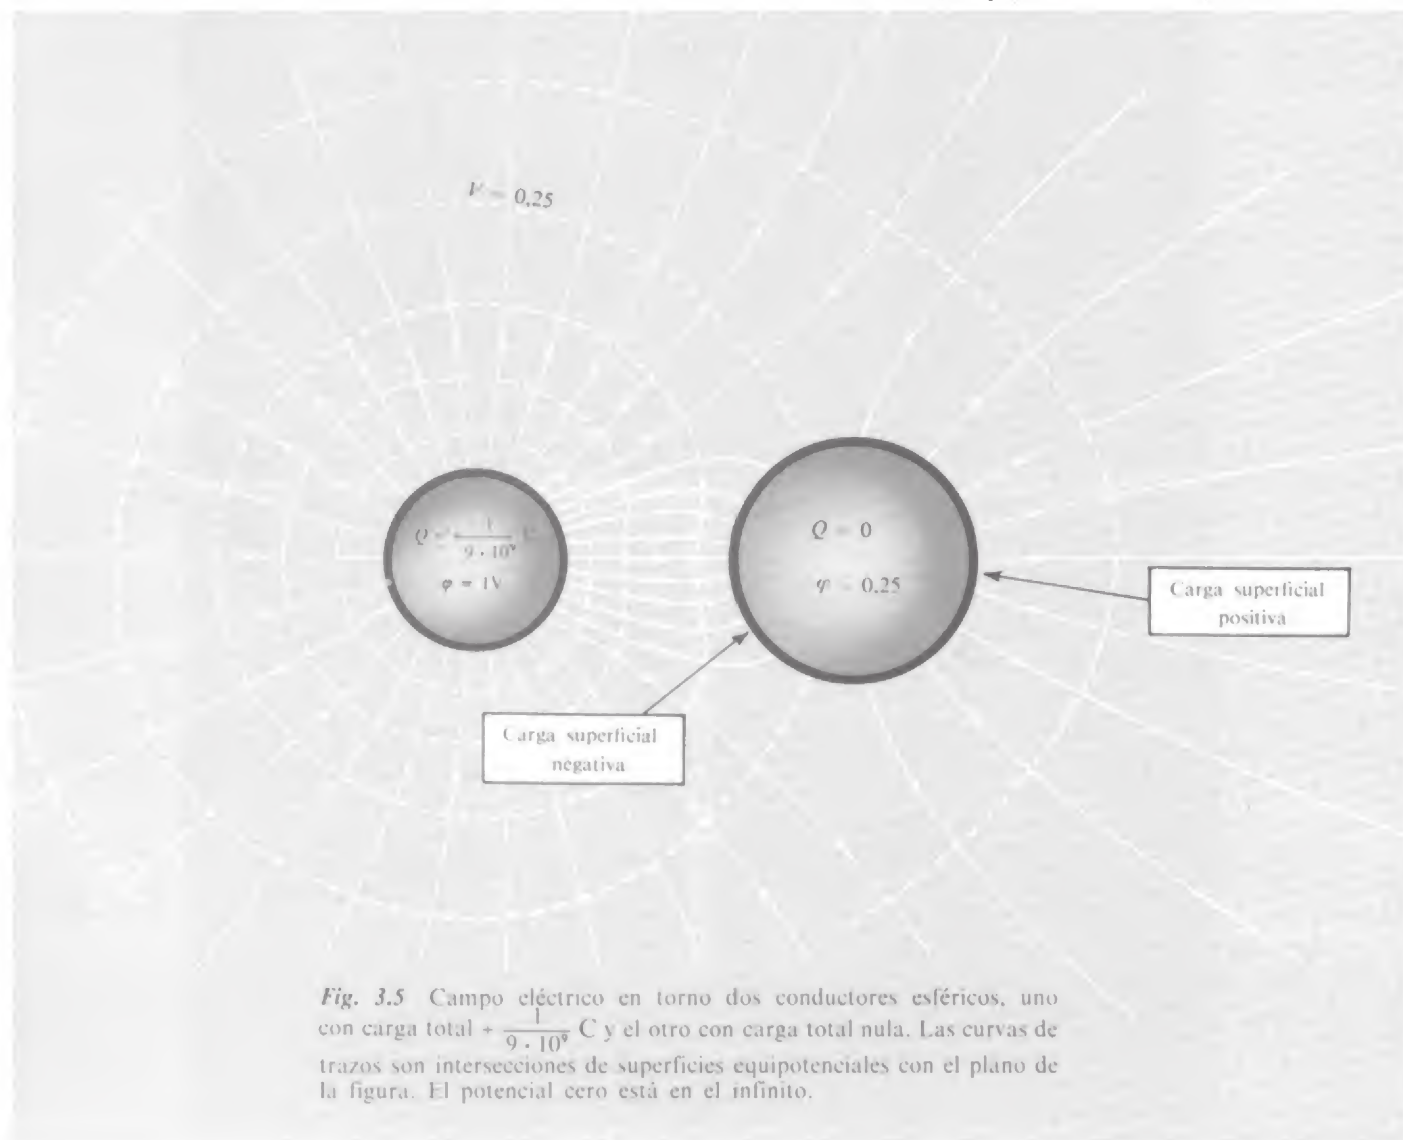 V = 0,25
Q = + 1 / 9 · 10⁹ C
φ = 1V
Q = 0
φ = 0,25
Carga superficial
positiva
Carga superficial
negativa
Fig. 3.5 Campo eléctrico en torno dos conductores esféricos, uno
con carga total + 1 / 9 · 10⁹ C y el otro con carga total nula. Las curvas de
trazos son intersecciones de superficies equipotenciales con el plano de
la figura. El potencial cero está en el infinito.